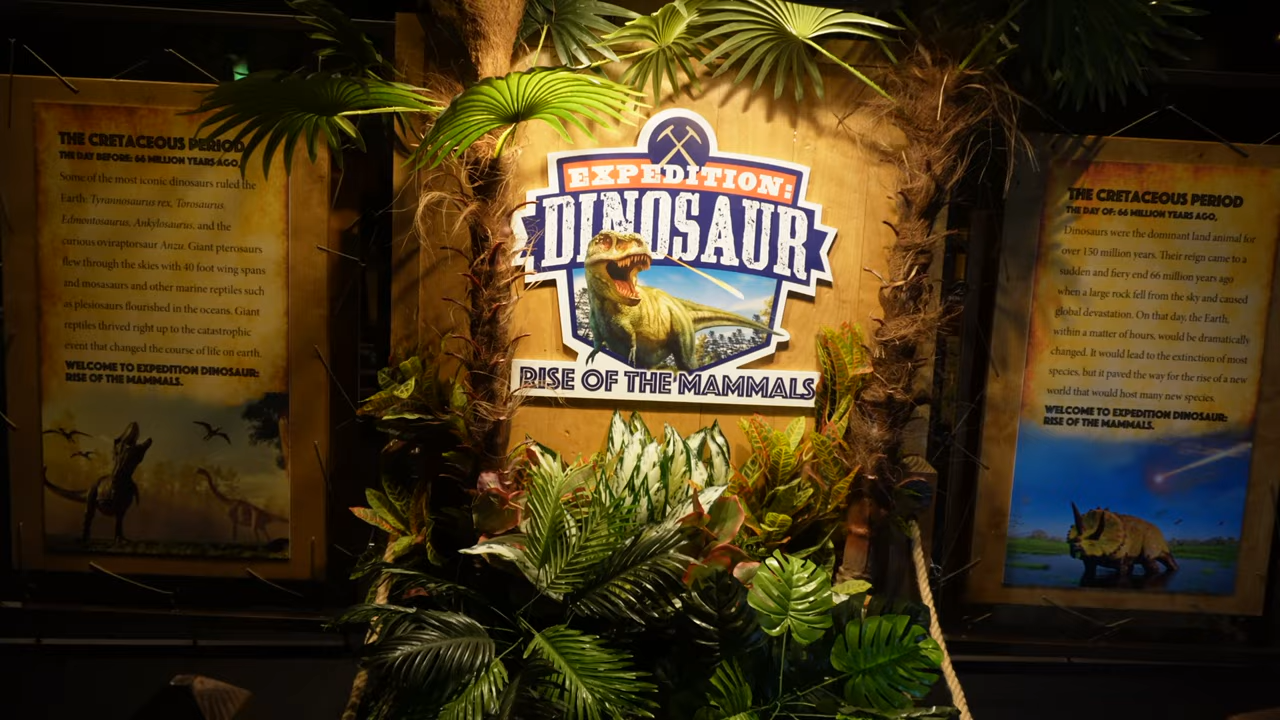 THE CRETACEOUS PERIOD
THE DAY BEFORE: 66 MILLION YEARS AGO,
Some of the most iconic dinosaurs ruled the
Earth: Tyrannosaurus rex, Torosaurus
Edmontosaurus, Ankylosaurus, and the
curious oviraptorsaur Anzu. Giant pterosaurs
flew through the skies with 40 foot wing spans
and mosasaurs and other marine reptiles such
as plesiosaurs flourished in the oceans. Giant
reptiles thrived right up to the catastrophic
event that changed the course of life on earth.
WELCOME TO EXPEDITION DINOSAUR:
RISE OF THE MAMMALS.
EXPEDITION:
DINOSAUR
RISE OF THE MAMMALS
THE CRETACEOUS PERIOD
THE DAY OF: 66 MILLION YEARS AGO,
Dinosaurs were the dominant land animal for
over 150 million years. Their reign came to a
sudden and fiery end 66 million years ago
when a large rock fell from the sky and caused
global devastation. On that day, the Earth,
within a matter of hours, would be dramatically
changed. It would lead to the extinction of most
species, but it paved the way for the rise of a new
world that would host many new species.
WELCOME TO EXPEDITION DINOSAUR:
RISE OF THE MAMMALS.